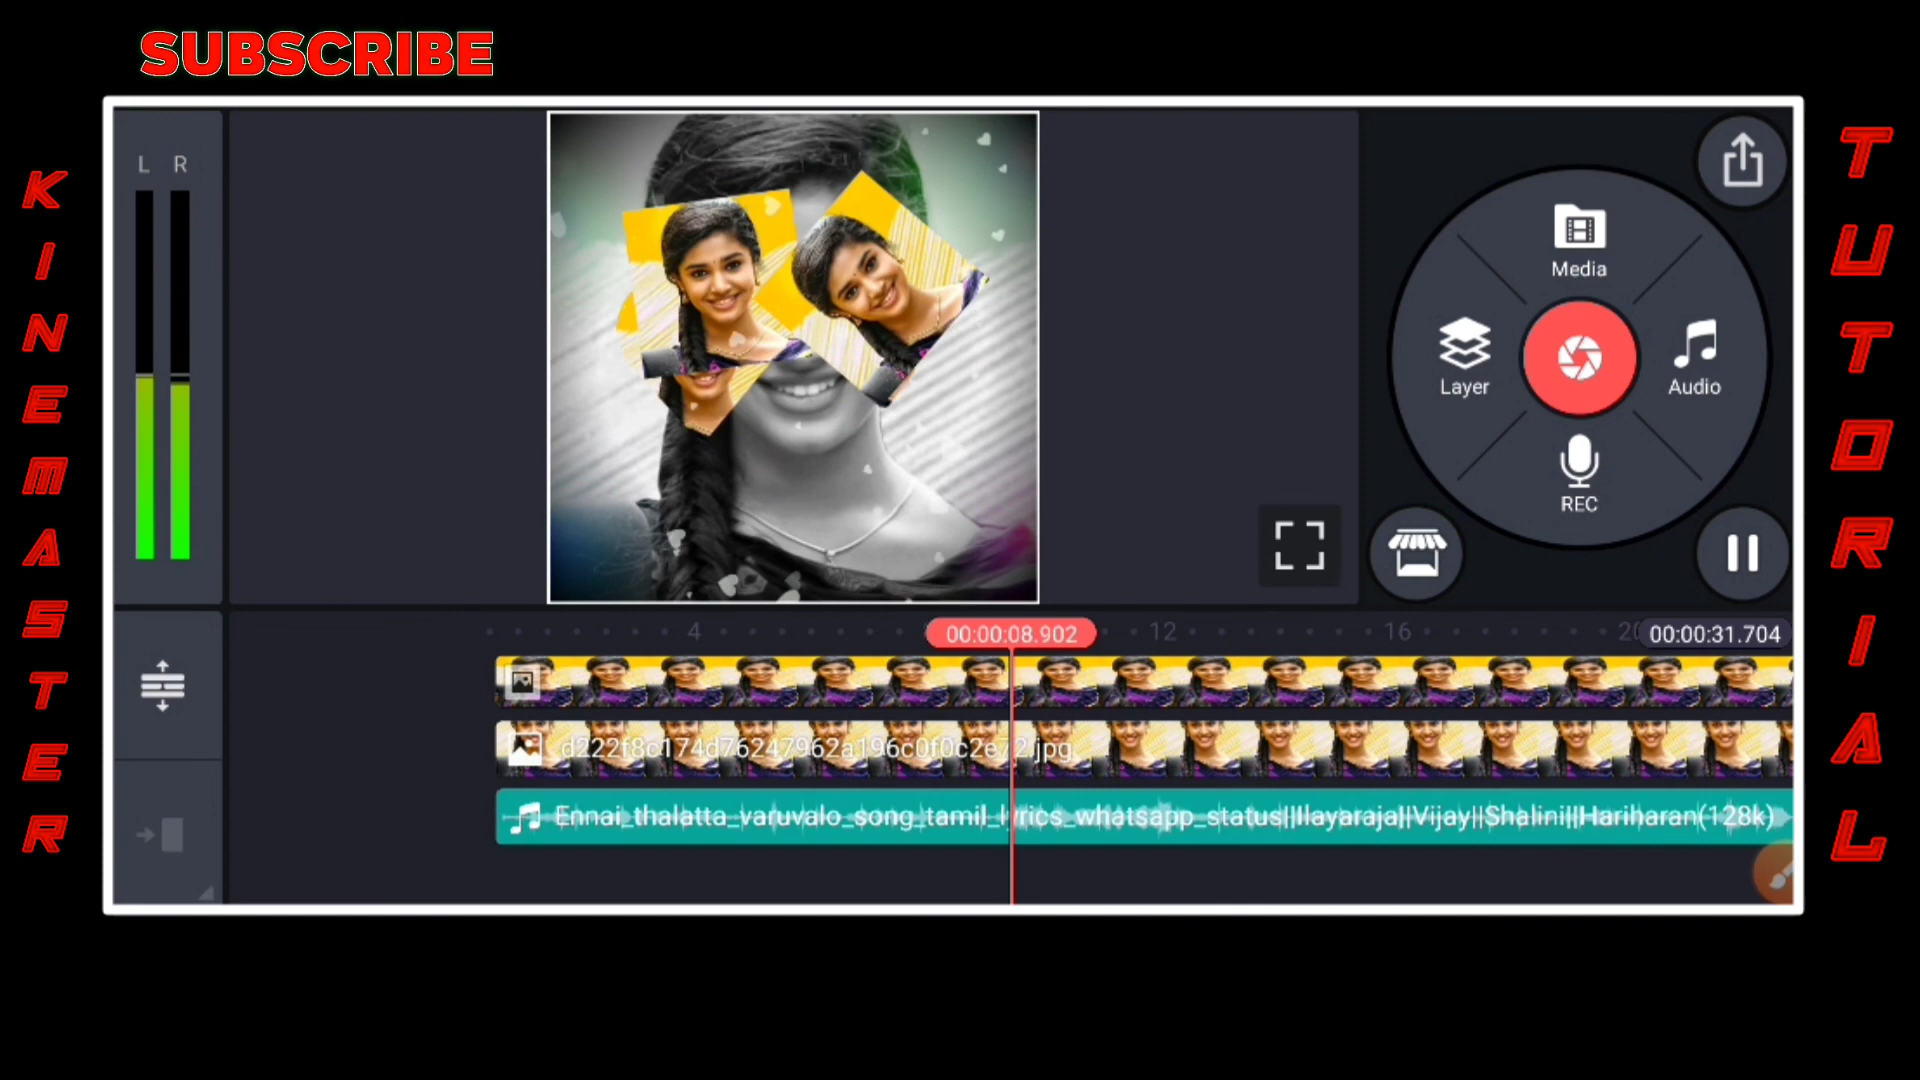 SUBSCRIBE
KINEMASTER
TUTORIAL
L R
Media
Layer
Audio
REC
4
00:00:08.902
12
16
20
00:00:31.704
d222f8c174d76247962a196c0f0c2e72.jpg
Ennai_thalatta_varuvalo_song_tamil_lyrics_whatsapp_status||Ilayaraja||Vijay||Shalini||Hariharan(128k)